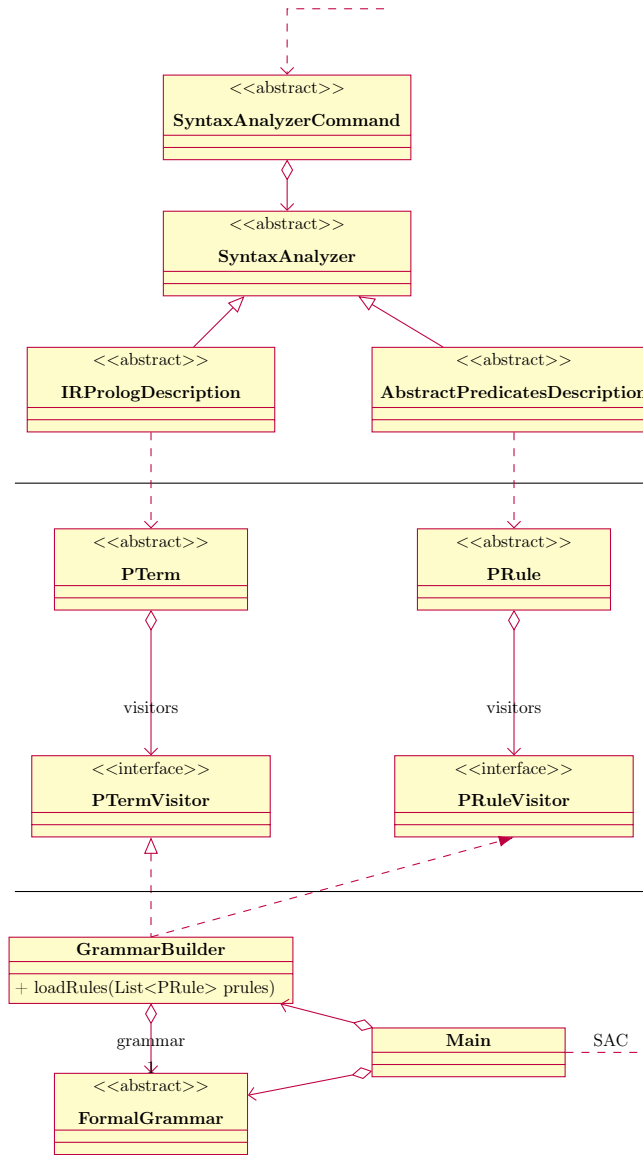 <<abstract>>
SyntaxAnalyzerCommand
<<abstract>>
SyntaxAnalyzer
<<abstract>>
IRPrologDescription
<<abstract>>
AbstractPredicatesDescription
<<abstract>>
PTerm
<<abstract>>
PRule
visitors
visitors
<<interface>>
PTermVisitor
<<interface>>
PRuleVisitor
GrammarBuilder
+ loadRules(List<PRule> prules)
grammar
1
Main
SAC
<<abstract>>
FormalGrammar